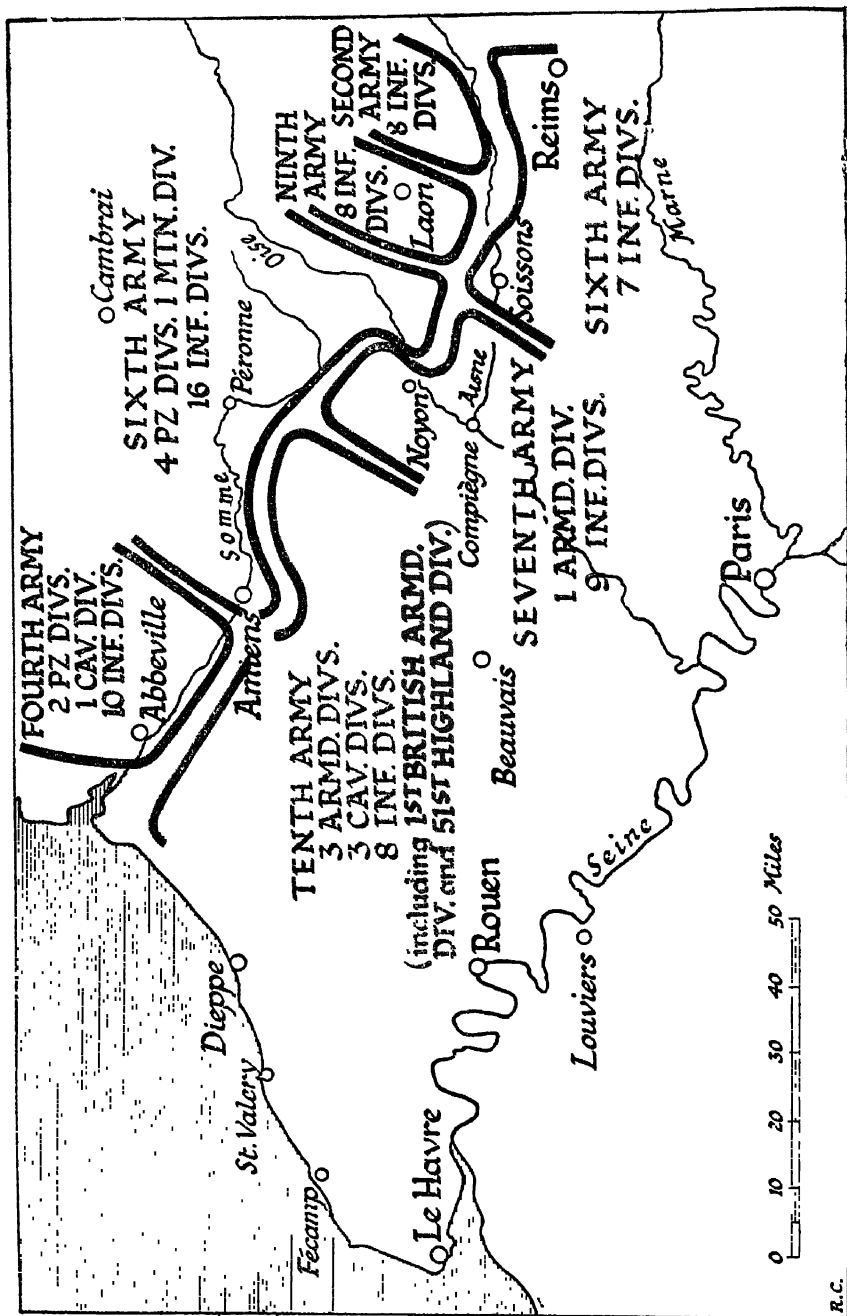 FOURTH ARMY
2 PZ DIVS.
1 CAV. DIV.
10 INF. DIVS.
Abbeville
Cambrai
SIXTH ARMY
4 PZ DIVS. 1 MTN. DIV.
16 INF. DIVS.
Péronne
Somme
Oise
NINTH
ARMY
8 INF.
DIVS.
SECOND
ARMY
8 INF.
DIVS.
Laon
Amiens
Noyon
Soissons
Reims
Aisne
Compiègne
Dieppe
St. Valery
Fécamp
TENTH ARMY
3 ARMD. DIVS.
3 CAV. DIVS.
8 INF. DIVS.
(including 1ST BRITISH ARMD.
DIV. and 51ST HIGHLAND DIV.)
SEVENTH ARMY
1 ARMD. DIV.
9 INF. DIVS.
SIXTH ARMY
7 INF. DIVS.
Marne
Beauvais
Le Havre
Rouen
Louviers
Seine
Paris
0 10 20 30 40 50 Miles
R.C.